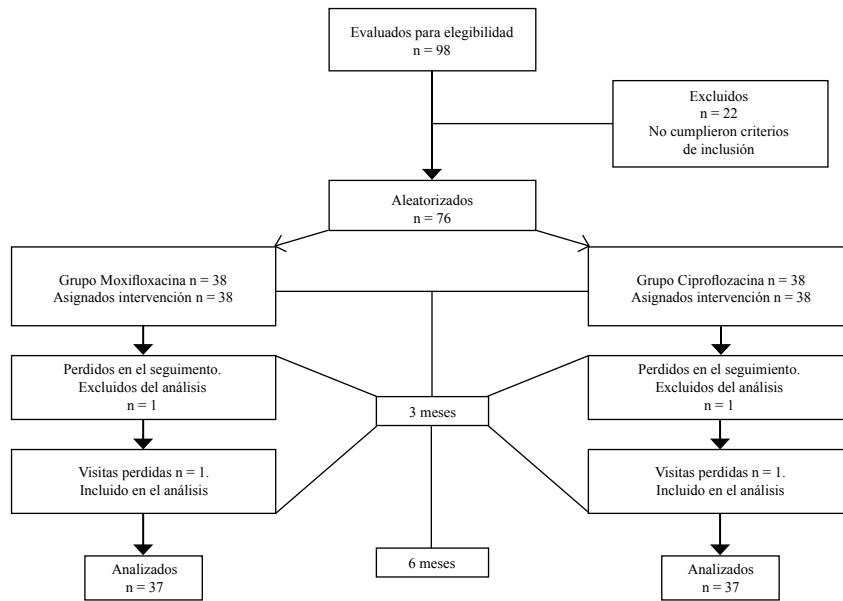 Evaluados para elegibilidad
n = 98
Excluidos
n = 22
No cumplieron criterios
de inclusión
Aleatorizados
n = 76
Grupo Moxifloxacina n = 38
Asignados intervención n = 38
Grupo Ciproflozacina n = 38
Asignados intervención n = 38
Perdidos en el seguimento.
Excluidos del análisis
n = 1
3 meses
Perdidos en el seguimiento.
Excluidos del análisis
n = 1
Visitas perdidas n = 1.
Incluido en el análisis
Visitas perdidas n = 1.
Incluido en el análisis
Analizados
n = 37
6 meses
Analizados
n = 37